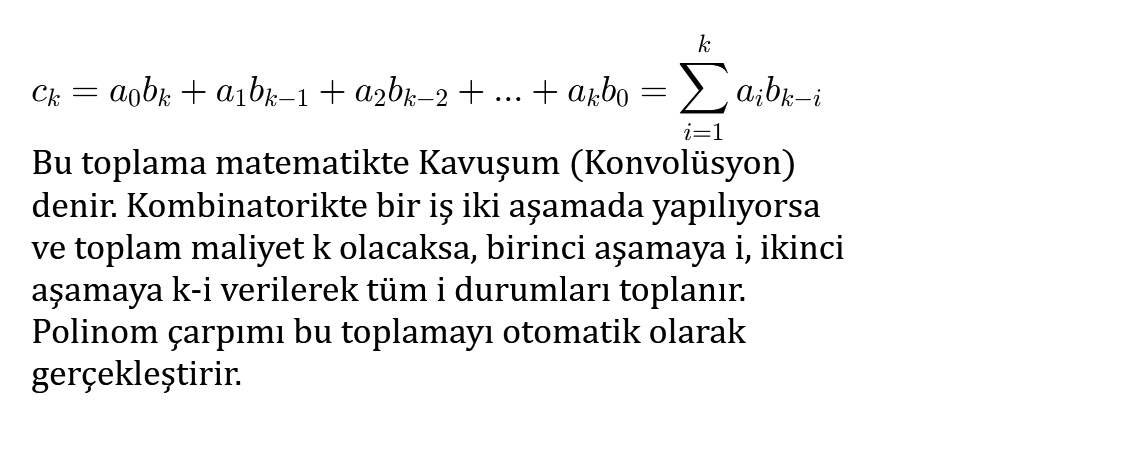 c_k = a_0b_k + a_1b_{k-1} + a_2b_{k-2} + ... + a_kb_0 = \sum_{i=1}^{k} a_ib_{k-i}
Bu toplama matematikte Kavuşum (Konvolüsyon)
denir. Kombinatorikte bir iş iki aşamada yapılıyorsa
ve toplam maliyet k olacaksa, birinci aşamaya i, ikinci
aşamaya k-i verilerek tüm i durumları toplanır.
Polinom çarpımı bu toplamayı otomatik olarak
gerçekleştirir.